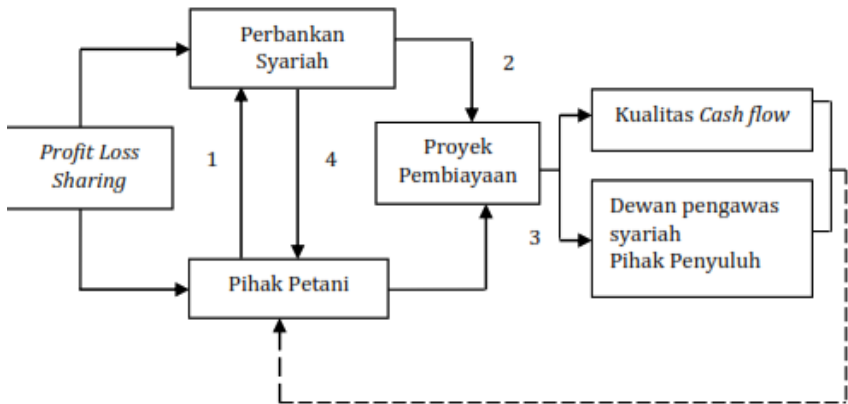 Perbankan
Syariah
2
Profit Loss
Sharing
1
4
Proyek
Pembiayaan
Kualitas Cash flow
3
Dewan pengawas
syariah
Pihak Penyuluh
Pihak Petani